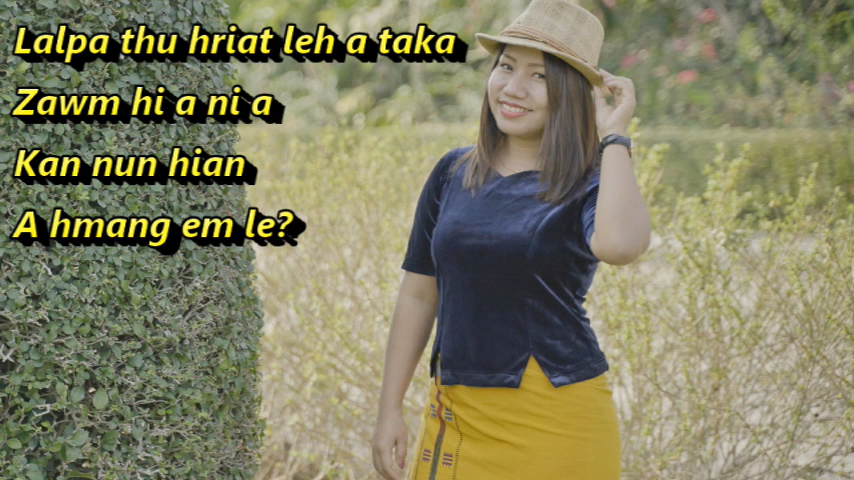 Lalpa thu hriat leh a taka
Zawm hi a ni a
Kan nun hian
A hmang em le?